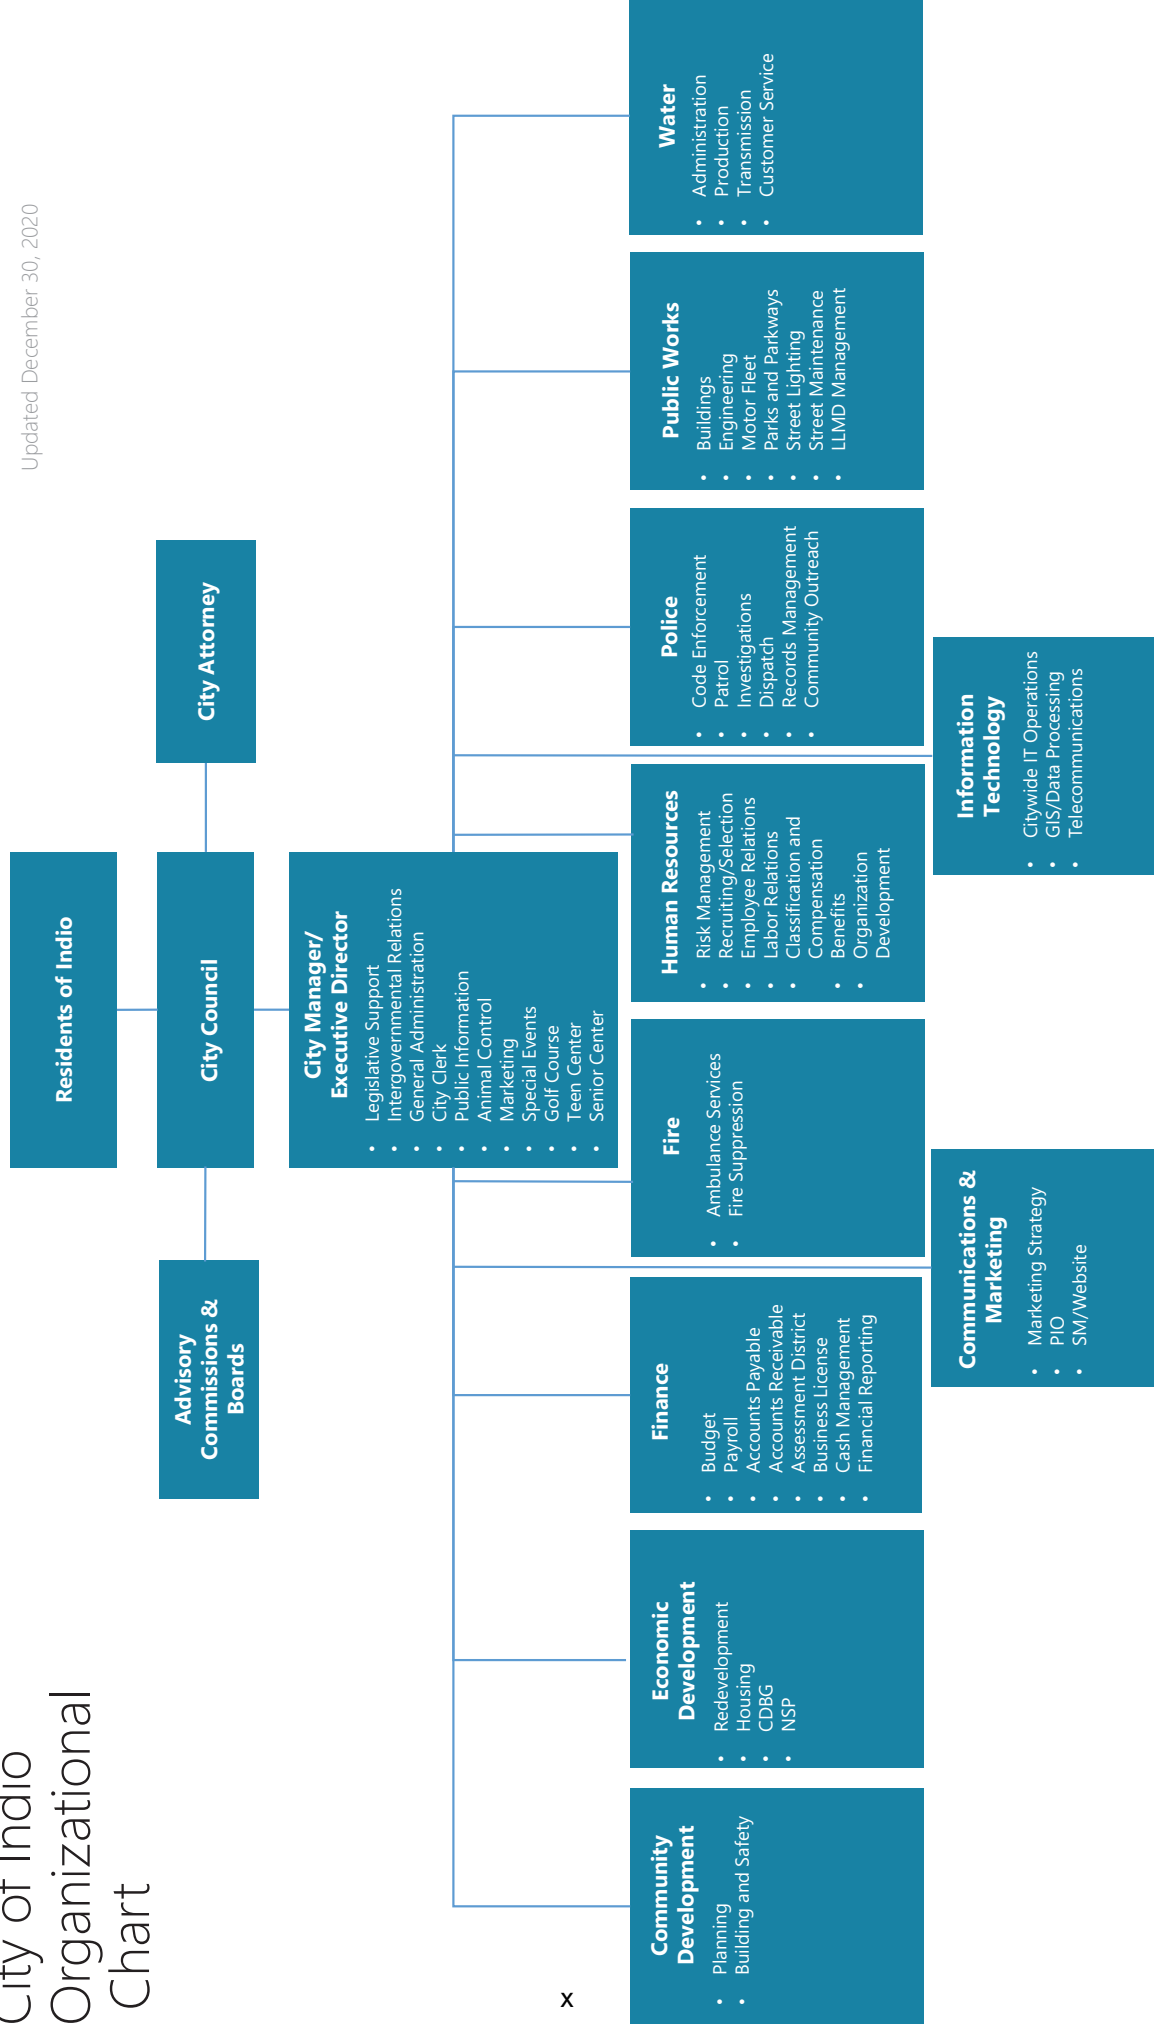 City of Indio
Organizational
Chart
Updated December 30, 2020
Residents of Indio
Advisory
Commissions &
Boards
City Council
City Attorney
City Manager/
Executive Director
• Legislative Support
• Intergovernmental Relations
• General Administration
• City Clerk
• Public Information
• Animal Control
• Marketing
• Special Events
• Golf Course
• Teen Center
• Senior Center
Community
Development
• Planning
• Building and Safety
Economic
Development
• Redevelopment
• Housing
• CDBG
• NSP
Finance
• Budget
• Payroll
• Accounts Payable
• Accounts Receivable
• Assessment District
• Business License
• Cash Management
• Financial Reporting
Fire
• Ambulance Services
• Fire Suppression
Human Resources
• Risk Management
• Recruiting/Selection
• Employee Relations
• Labor Relations
• Classification and
Compensation
• Benefits
• Organization
Development
Police
• Code Enforcement
• Patrol
• Investigations
• Dispatch
• Records Management
• Community Outreach
Public Works
• Buildings
• Engineering
• Motor Fleet
• Parks and Parkways
• Street Lighting
• Street Maintenance
• LLMD Management
Water
• Administration
• Production
• Transmission
• Customer Service
Communications &
Marketing
• Marketing Strategy
• PIO
• SM/Website
Information
Technology
• Citywide IT Operations
• GIS/Data Processing
• Telecommunications
x